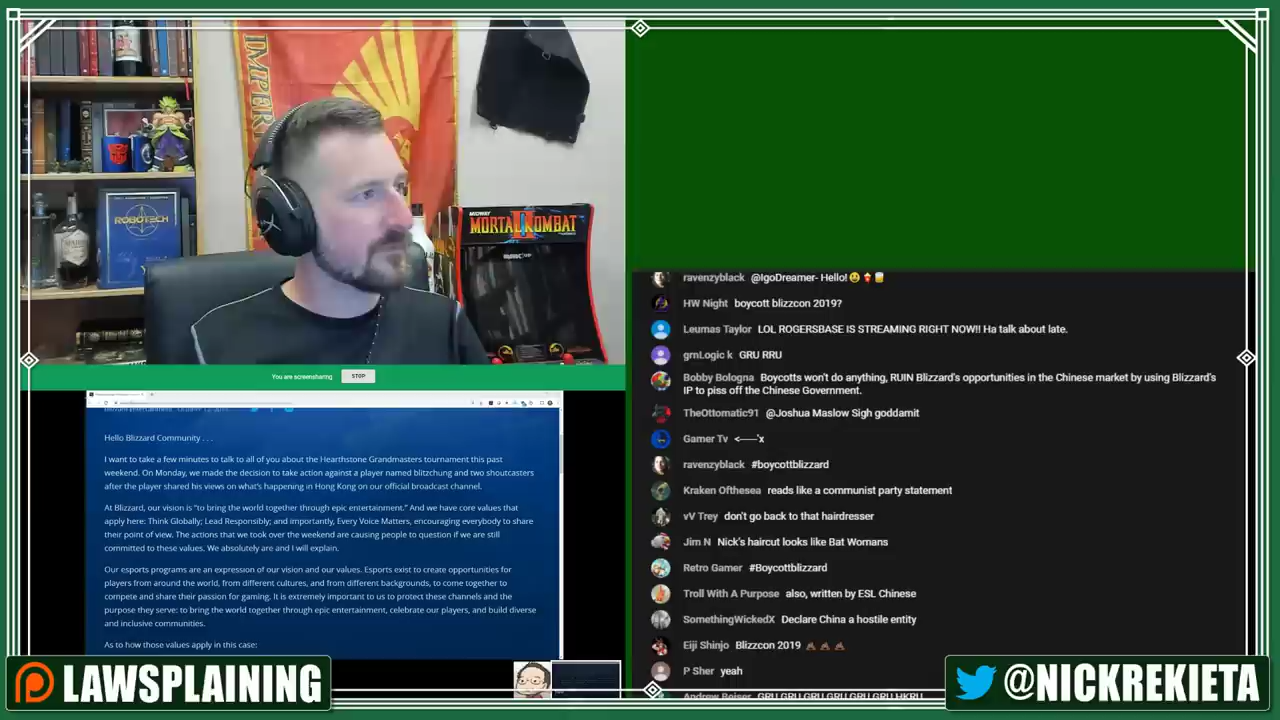 IMPERI
ROBOTECH
MIDWAY
MORTAL KOMBAT
II
You are screensharing
STOP
Hello Blizzard Community . . .
I want to take a few minutes to talk to all of you about the Hearthstone Grandmasters tournament this past
weekend. On Monday, we made the decision to take action against a player named blitzchung and two shoutcasters
after the player shared his views on what's happening in Hong Kong on our official broadcast channel.
At Blizzard, our vision is "to bring the world together through epic entertainment." And we have core values that
apply here: Think Globally; Lead Responsibly; and importantly, Every Voice Matters, encouraging everybody to share
their point of view. The actions that we took over the weekend are causing people to question if we are still
committed to these values. We absolutely are and I will explain.
Our esports programs are an expression of our vision and our values. Esports exist to create opportunities for
players from around the world, from different cultures, and from different backgrounds, to come together to
compete and share their passion for gaming. It is extremely important to us to protect these channels and the
purpose they serve: to bring the world together through epic entertainment, celebrate our players, and build diverse
and inclusive communities.
As to how those values apply in this case:
ravenzyblack @IgoDreamer- Hello!
HW Night boycott blizzcon 2019?
Leumas Taylor LOL ROGERSBASE IS STREAMING RIGHT NOW!! Ha talk about late.
grnLogic k GRU RRU
Bobby Bologna Boycotts won't do anything, RUIN Blizzard's opportunities in the Chinese market by using Blizzard's
IP to piss off the Chinese Government.
TheOttomatic91 @Joshua Maslow Sigh goddamit
Gamer Tv <-----'x
ravenzyblack #boycottblizzard
Kraken Ofthesea reads like a communist party statement
vV Trey don't go back to that hairdresser
Jim N Nick's haircut looks like Bat Womans
Retro Gamer #Boycottblizzard
Troll With A Purpose also, written by ESL Chinese
SomethingWickedX Declare China a hostile entity
Eiji Shinjo Blizzcon 2019
P Sher yeah
LAWSPLAINING
@NICKREKIETA